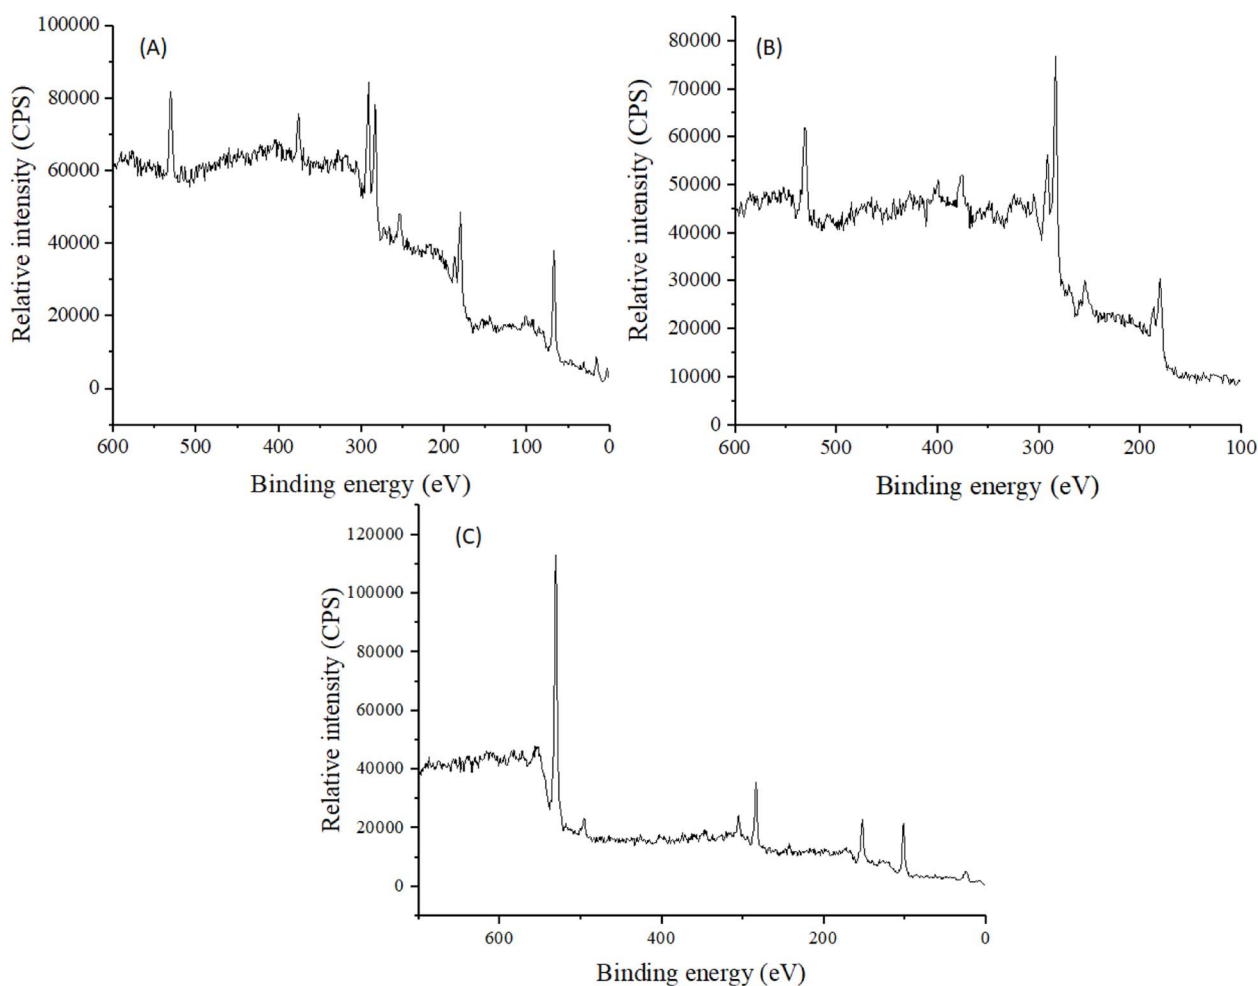 (A)
Relative intensity (CPS)
100000
80000
60000
40000
20000
0
600 500 400 300 200 100 0
Binding energy (eV)
(B)
Relative intensity (CPS)
80000
70000
60000
50000
40000
30000
20000
10000
0
600 500 400 300 200 100
Binding energy (eV)
(C)
Relative intensity (CPS)
120000
100000
80000
60000
40000
20000
0
600 400 200 0
Binding energy (eV)